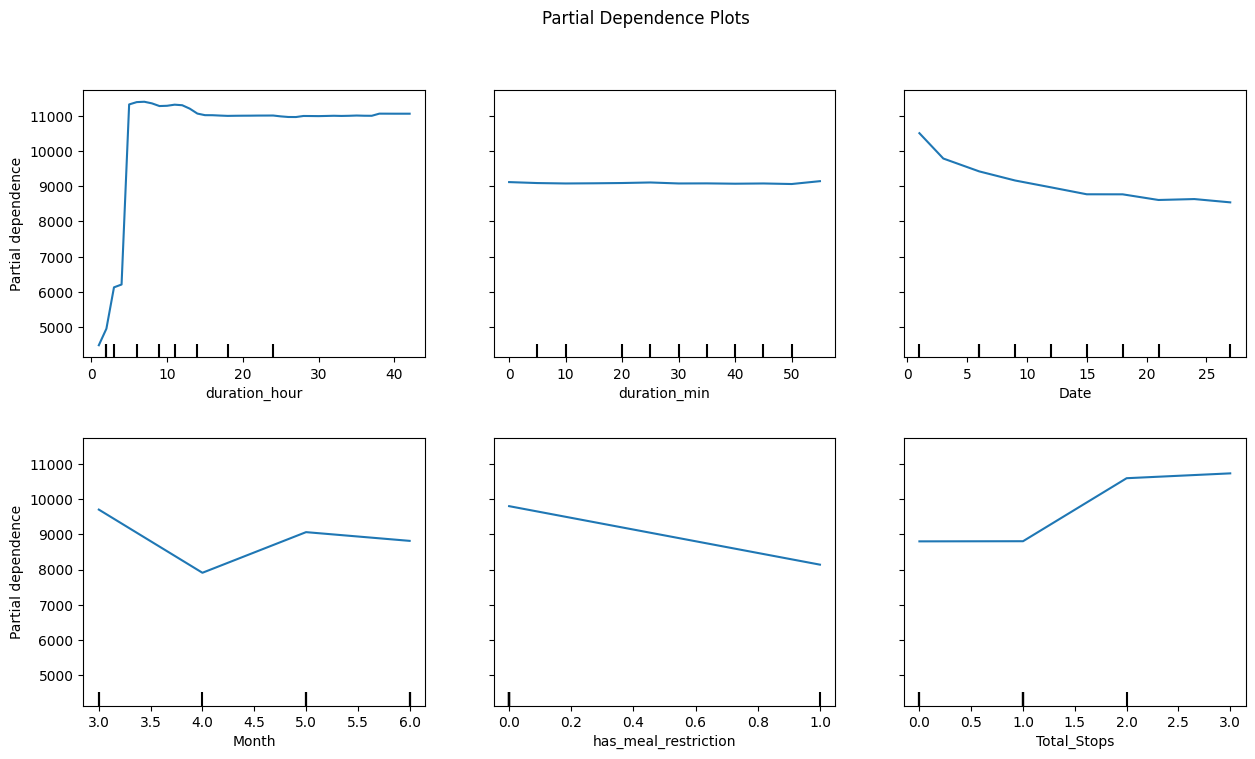 Partial Dependence Plots
Partial dependence
11000
10000
9000
8000
7000
6000
5000
0 10 20 30 40
duration_hour
0 10 20 30 40 50
duration_min
0 5 10 15 20 25
Date
Partial dependence
11000
10000
9000
8000
7000
6000
5000
3.0 3.5 4.0 4.5 5.0 5.5 6.0
Month
0.0 0.2 0.4 0.6 0.8 1.0
has_meal_restriction
0.0 0.5 1.0 1.5 2.0 2.5 3.0
Total_Stops